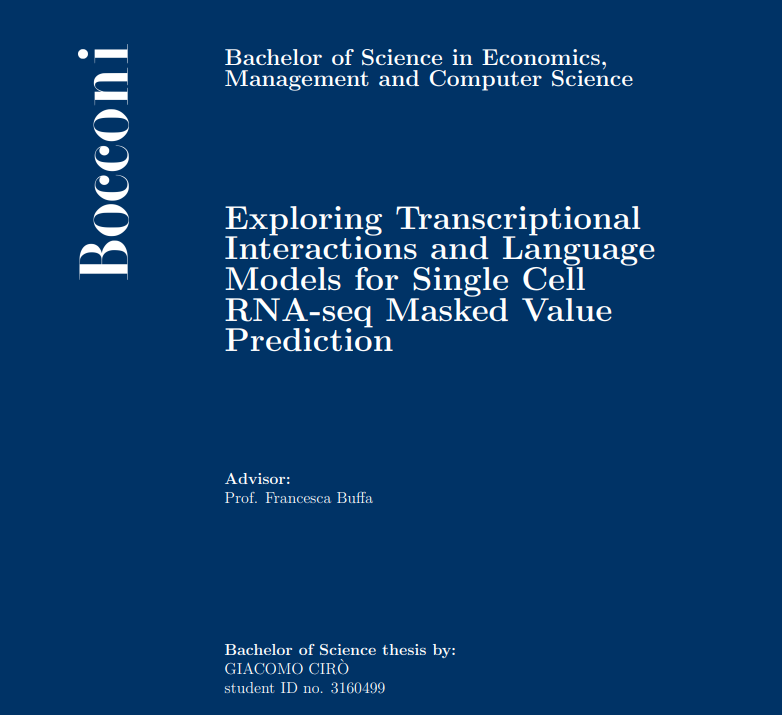 Bocconi
Bachelor of Science in Economics,
Management and Computer Science
Exploring Transcriptional
Interactions and Language
Models for Single Cell
RNA-seq Masked Value
Prediction
Advisor:
Prof. Francesca Buffa
Bachelor of Science thesis by:
GIACOMO CIRÒ
student ID no. 3160499